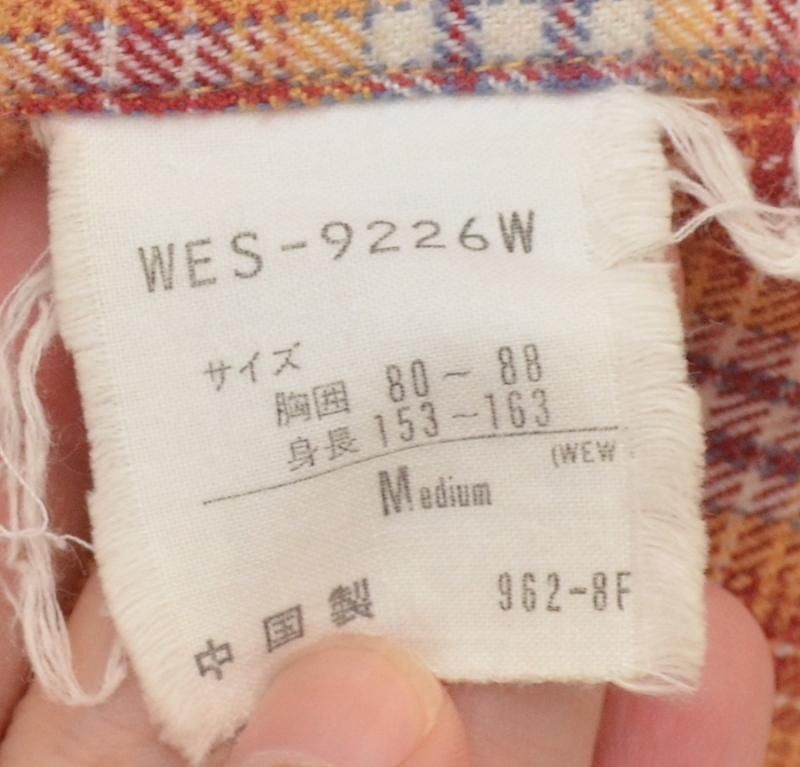 WES-9226W
サイズ
胸囲 80～88
身長 153～163
(WEW
Medium
962-8F
中国製